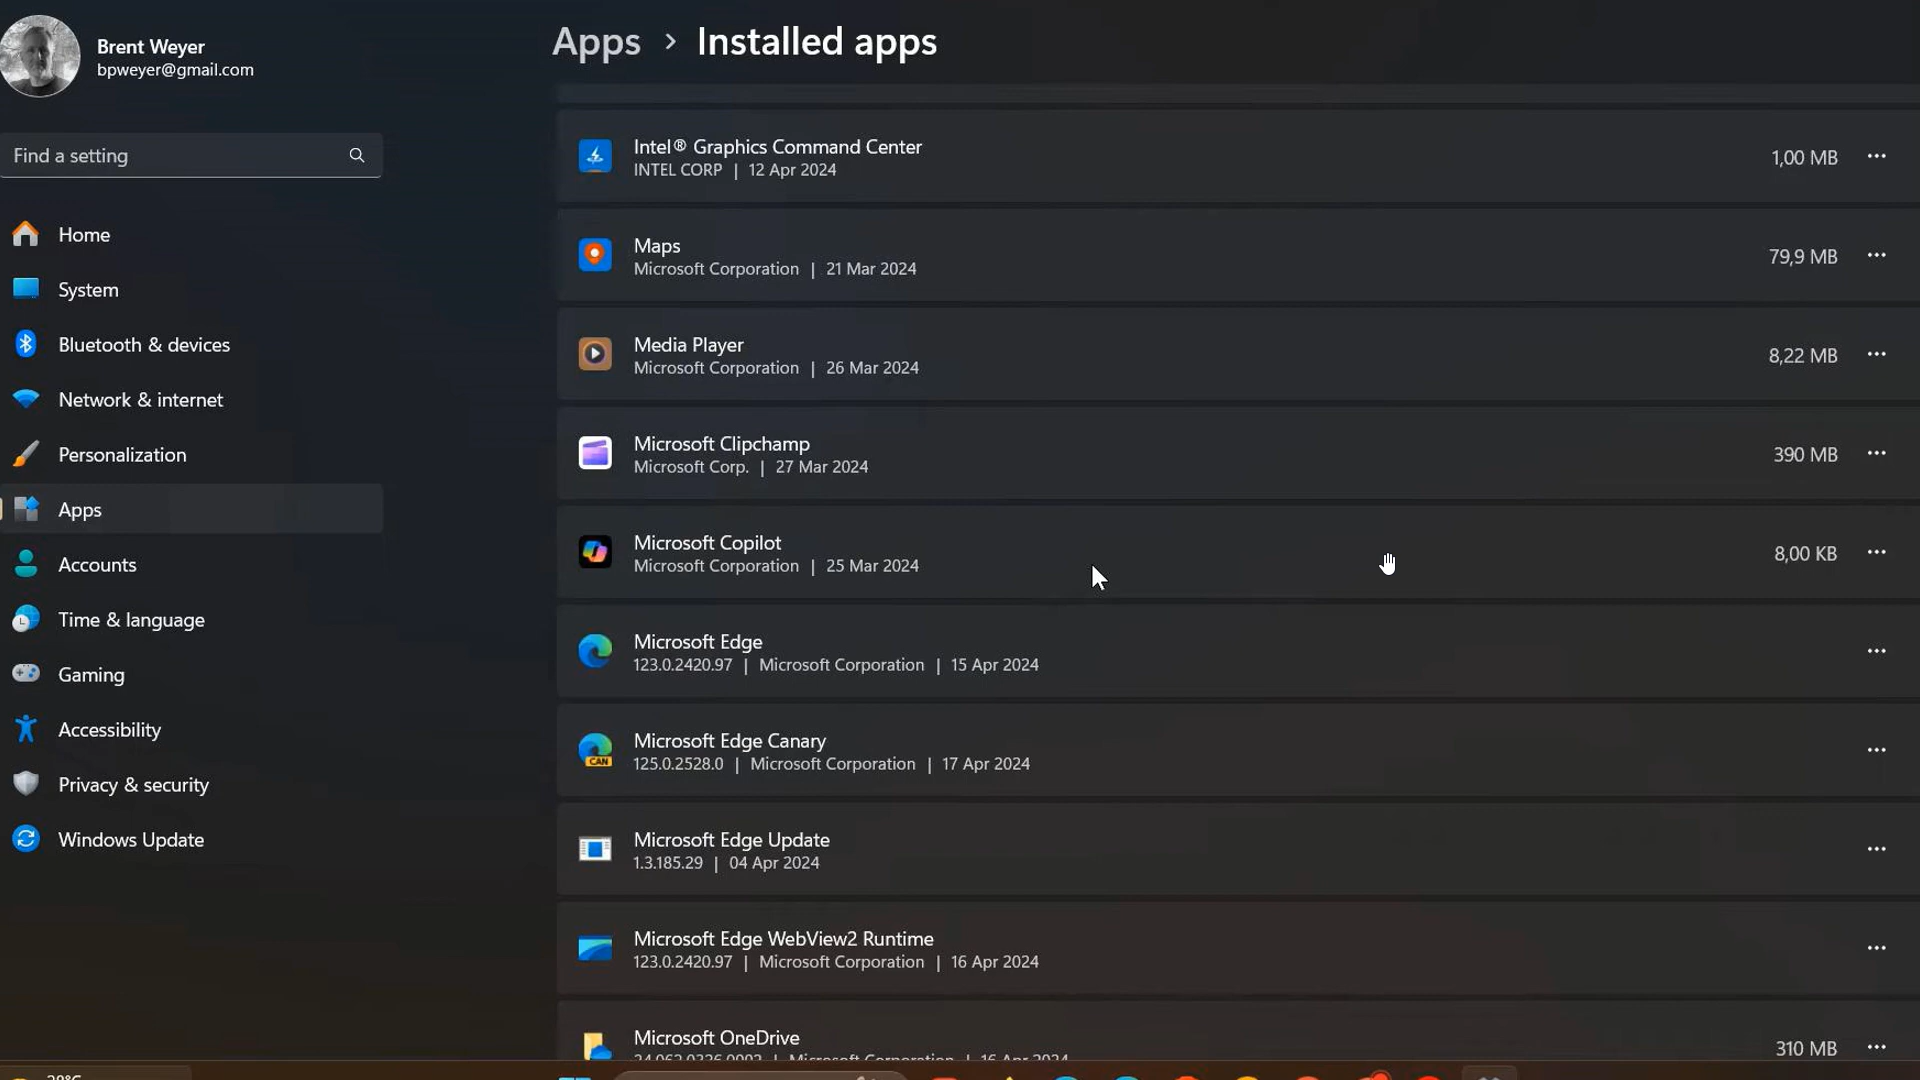 Brent Weyer
bpweyer@gmail.com
Find a setting
Home
System
Bluetooth & devices
Network & internet
Personalization
Apps
Accounts
Time & language
Gaming
Accessibility
Privacy & security
Windows Update
Apps > Installed apps
Intel® Graphics Command Center
INTEL CORP | 12 Apr 2024
1,00 MB
Maps
Microsoft Corporation | 21 Mar 2024
79,9 MB
Media Player
Microsoft Corporation | 26 Mar 2024
8,22 MB
Microsoft Clipchamp
Microsoft Corp. | 27 Mar 2024
390 MB
Microsoft Copilot
Microsoft Corporation | 25 Mar 2024
8,00 KB
Microsoft Edge
123.0.2420.97 | Microsoft Corporation | 15 Apr 2024
Microsoft Edge Canary
CAN
125.0.2528.0 | Microsoft Corporation | 17 Apr 2024
Microsoft Edge Update
1.3.185.29 | 04 Apr 2024
Microsoft Edge WebView2 Runtime
123.0.2420.97 | Microsoft Corporation | 16 Apr 2024
Microsoft OneDrive
Microsoft Corporation | 16 Apr 2024
310 MB